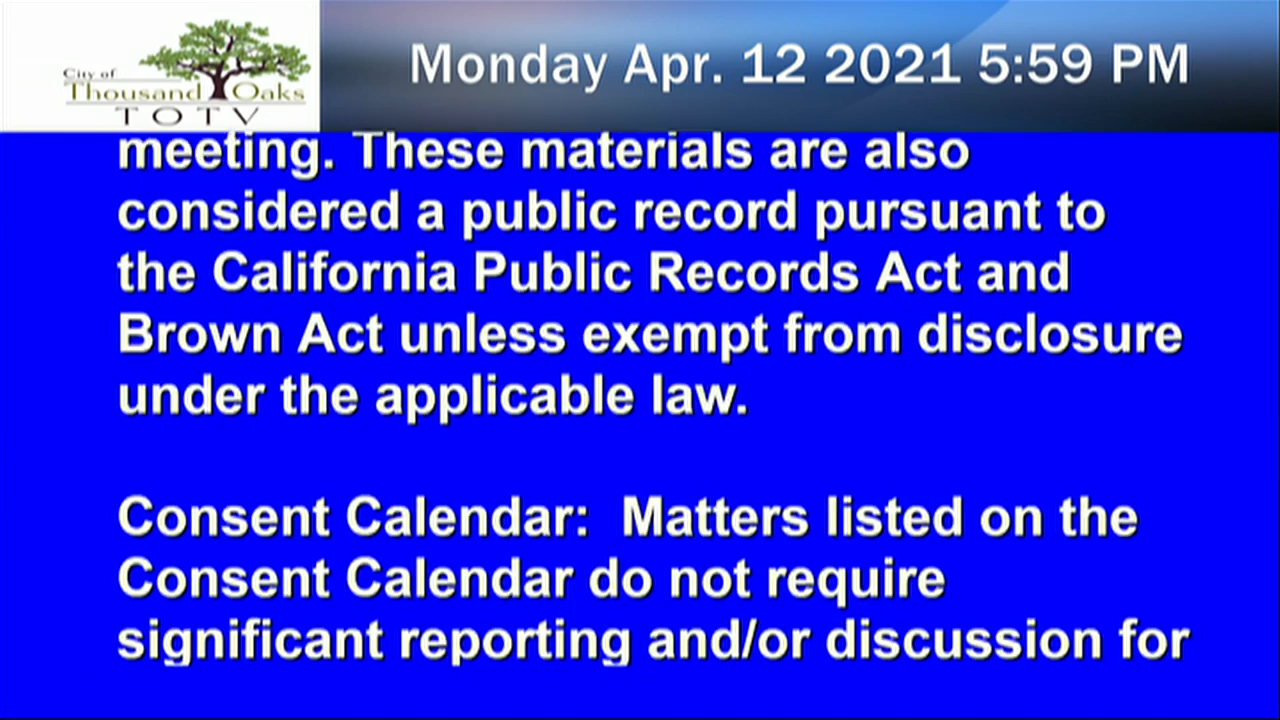 City of
Thousand Oaks
TOTV
Monday Apr. 12 2021 5:59 PM
meeting. These materials are also
considered a public record pursuant to
the California Public Records Act and
Brown Act unless exempt from disclosure
under the applicable law.
Consent Calendar: Matters listed on the
Consent Calendar do not require
significant reporting and/or discussion for